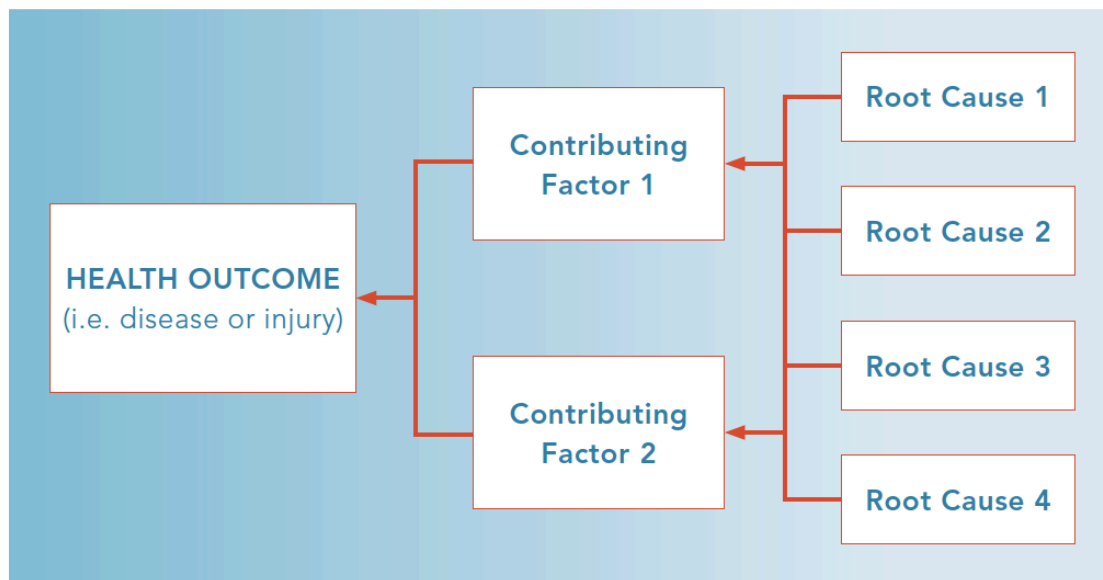 HEALTH OUTCOME
(i.e. disease or injury)
Contributing
Factor 1
Contributing
Factor 2
Root Cause 1
Root Cause 2
Root Cause 3
Root Cause 4